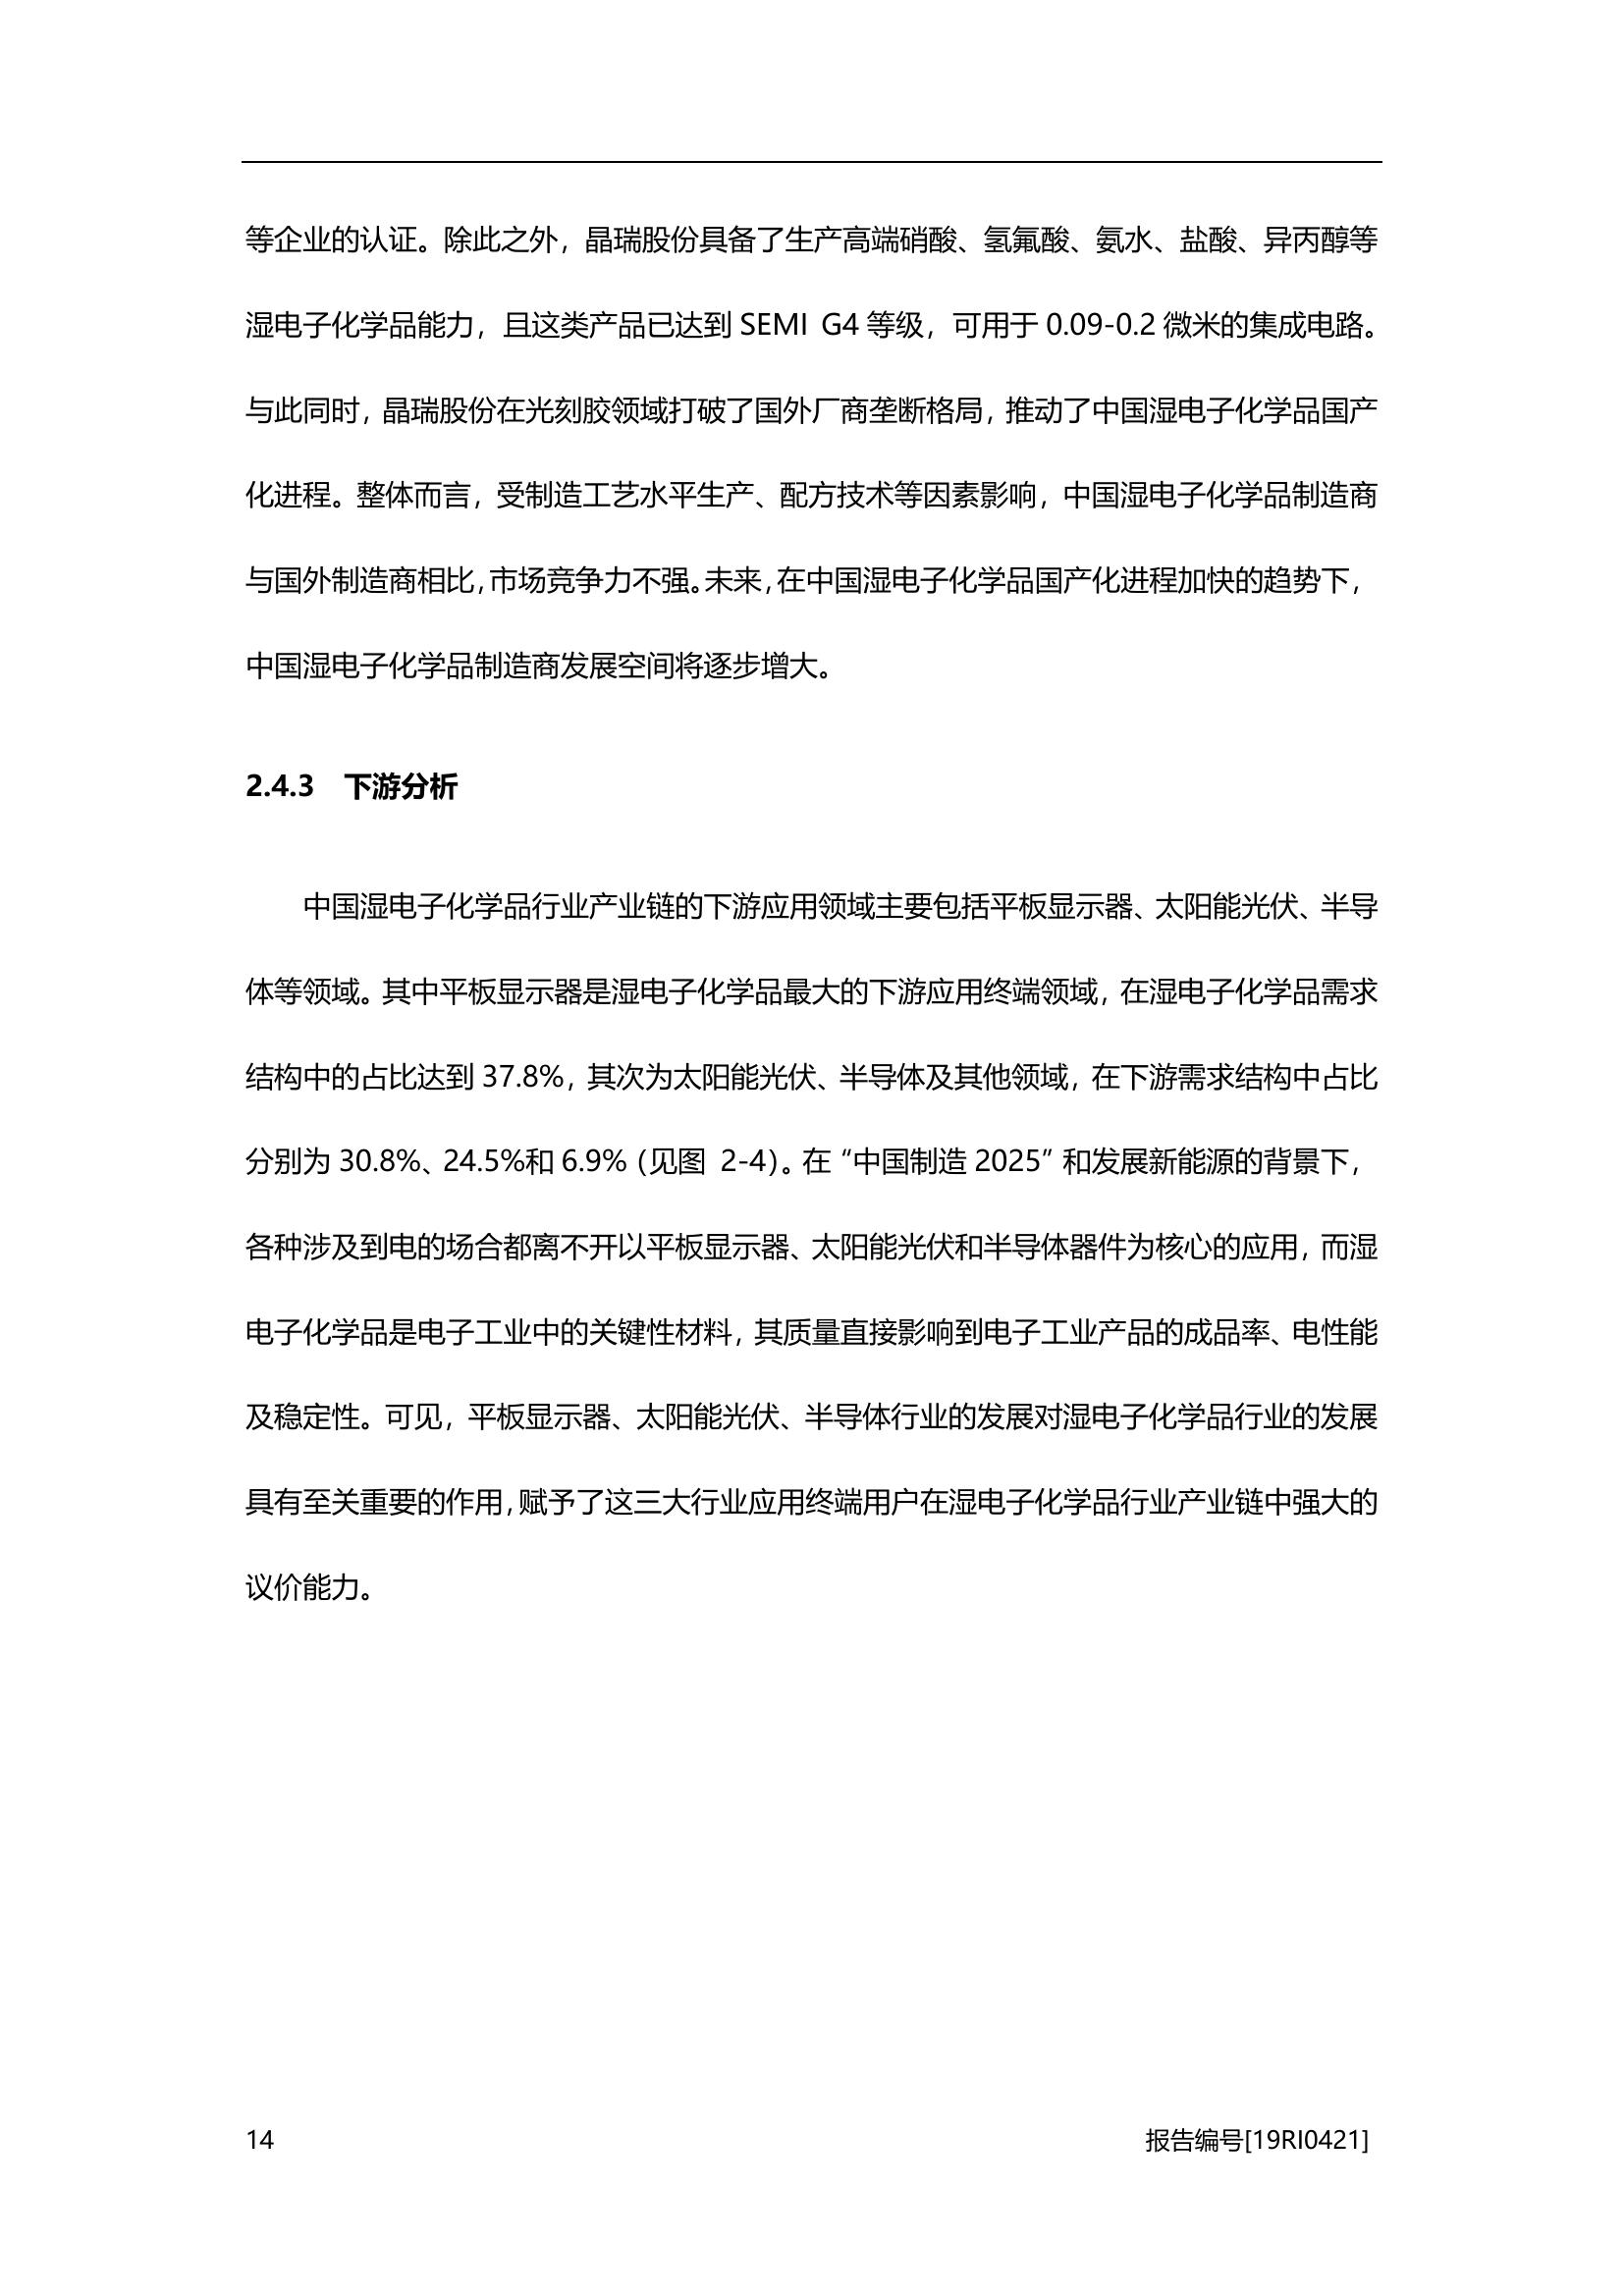 等企业的认证。除此之外，晶瑞股份具备了生产高端硝酸、氢氟酸、氨水、盐酸、异丙醇等
湿电子化学品能力，且这类产品已达到 SEMI G4 等级，可用于 0.09-0.2 微米的集成电路。
与此同时，晶瑞股份在光刻胶领域打破了国外厂商垄断格局，推动了中国湿电子化学品国产
化进程。整体而言，受制造工艺水平生产、配方技术等因素影响，中国湿电子化学品制造商
与国外制造商相比，市场竞争力不强。未来，在中国湿电子化学品国产化进程加快的趋势下，
中国湿电子化学品制造商发展空间将逐步增大。
2.4.3 下游分析
中国湿电子化学品行业产业链的下游应用领域主要包括平板显示器、太阳能光伏、半导
体等领域。其中平板显示器是湿电子化学品最大的下游应用终端领域，在湿电子化学品需求
结构中的占比达到 37.8%，其次为太阳能光伏、半导体及其他领域，在下游需求结构中占比
分别为 30.8%、24.5%和 6.9%（见图 2-4）。在“中国制造 2025”和发展新能源的背景下，
各种涉及到电的场合都离不开以平板显示器、太阳能光伏和半导体器件为核心的应用，而湿
电子化学品是电子工业中的关键性材料，其质量直接影响到电子工业产品的成品率、电性能
及稳定性。可见，平板显示器、太阳能光伏、半导体行业的发展对湿电子化学品行业的发展
具有至关重要的作用，赋予了这三大行业应用终端用户在湿电子化学品行业产业链中强大的
议价能力。
14 报告编号[19RI0421]